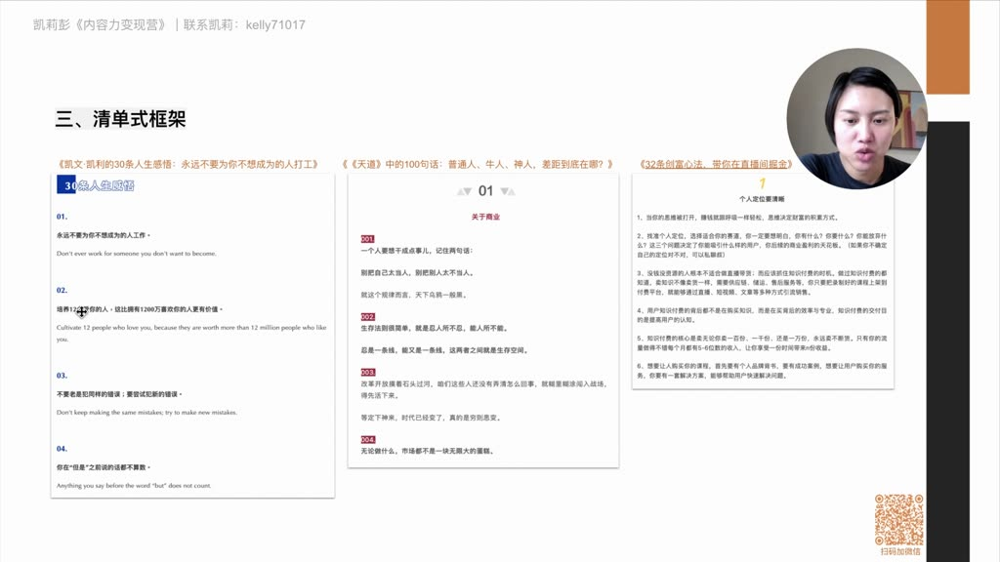 凯莉彭《内容力变现营》｜联系凯莉：kelly71017
三、清单式框架
《凯文·凯利的30条人生感悟：永远不要为你不想成为的人打工》
30条人生感悟
01.
永远不要为你不想成为的人工作。
Don't ever work for someone you don't want to become.
02.
培养12你的人，这比拥有1200万喜欢你的人更有价值。
Cultivate 12 people who love you, because they are worth more than 12 million people who like
you.
03.
不要老是犯同样的错误；要尝试犯新的错误。
Don't keep making the same mistakes; try to make new mistakes.
04.
你在“但是”之前说的话都不算数。
Anything you say before the word "but" does not count.
《《天道》中的100句话：普通人、牛人、神人，差距到底在哪？》
01
关于商业
001.
一个人要想干成点事儿，记住两句话：
别把自己太当人，别把别人太不当人。
就这个规律而言，天下乌鸦一般黑。
002.
生存法则很简单，就是忍人所不忍，能人所不能。
忍是一条线，能又是一条线，这两者之间就是生存空间。
003.
改革开放摸着石头过河，咱们这些人还没有弄清怎么回事，就糊里糊涂闯入战场，
得先活下来。
等定下神来，时代已经变了，真的是穷则思变。
004.
无论做什么，市场都不是一块无限大的蛋糕。
《32条创富心法，带你在直播间掘金》
1
个人定位要清晰
1、当你的思维被打开，赚钱就跟呼吸一样轻松，思维决定财富的积累方式。
2、找准个人定位，选择适合你的赛道，你一定要想明白，你有什么？你要什么？你能放弃什
么？这三个问题决定了你能吸引什么样的用户，你后续的商业盈利的天花板。（如果你不确定
自己的定位对不对，可以私聊叔）
3、没钱投资源的人根本不适合做直播带货；而应该抓住知识付费的时机。做过知识付费的都
知道，卖知识不像卖货一样，需要供应链、储运、售后服务等，你只要把录制好的课程上架到
付费平台，就能够通过直播、短视频、文章等多种方式引流销售。
4、用户知识付费的背后都不是在购买知识，而是在买背后的效率与专业，知识付费的交付目
的是提高用户的认知。
5、知识付费的核心是卖无论你卖一百份、一千份、还是一万份，永远卖不断货。只有你的流
量做得不错每个月都有5-6位数的收入，让你享受一份时间带来n份收益。
6、想要让人购买你的课程，首先要有个人品牌背书，要有成功案例，想要让用户购买你的服
务，你要有一套解决方案，能够帮助用户快速解决问题。
扫码加微信